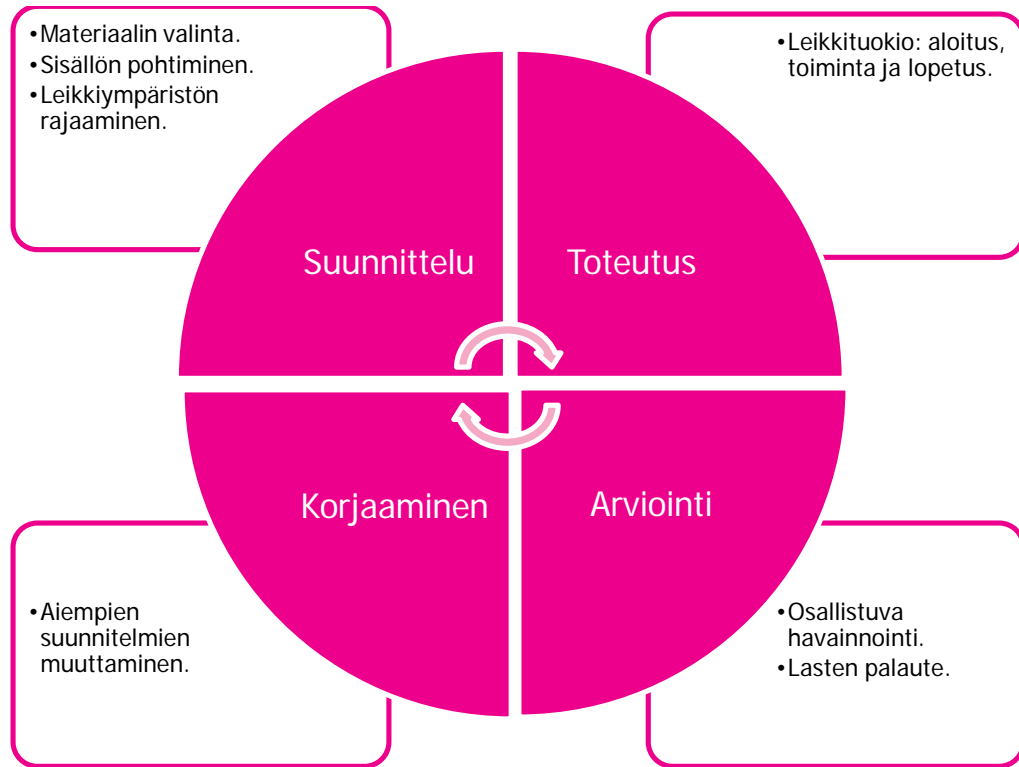 •Materiaalin valinta.
•Sisällön pohtiminen.
•Leikkiympäristön
rajaaminen.
•Leikkituokio: aloitus,
toiminta ja lopetus.
Suunnittelu
Toteutus
Korjaaminen
Arviointi
•Aiempien
suunnitelmien
muuttaminen.
•Osallistuva
havainnointi.
•Lasten palaute.